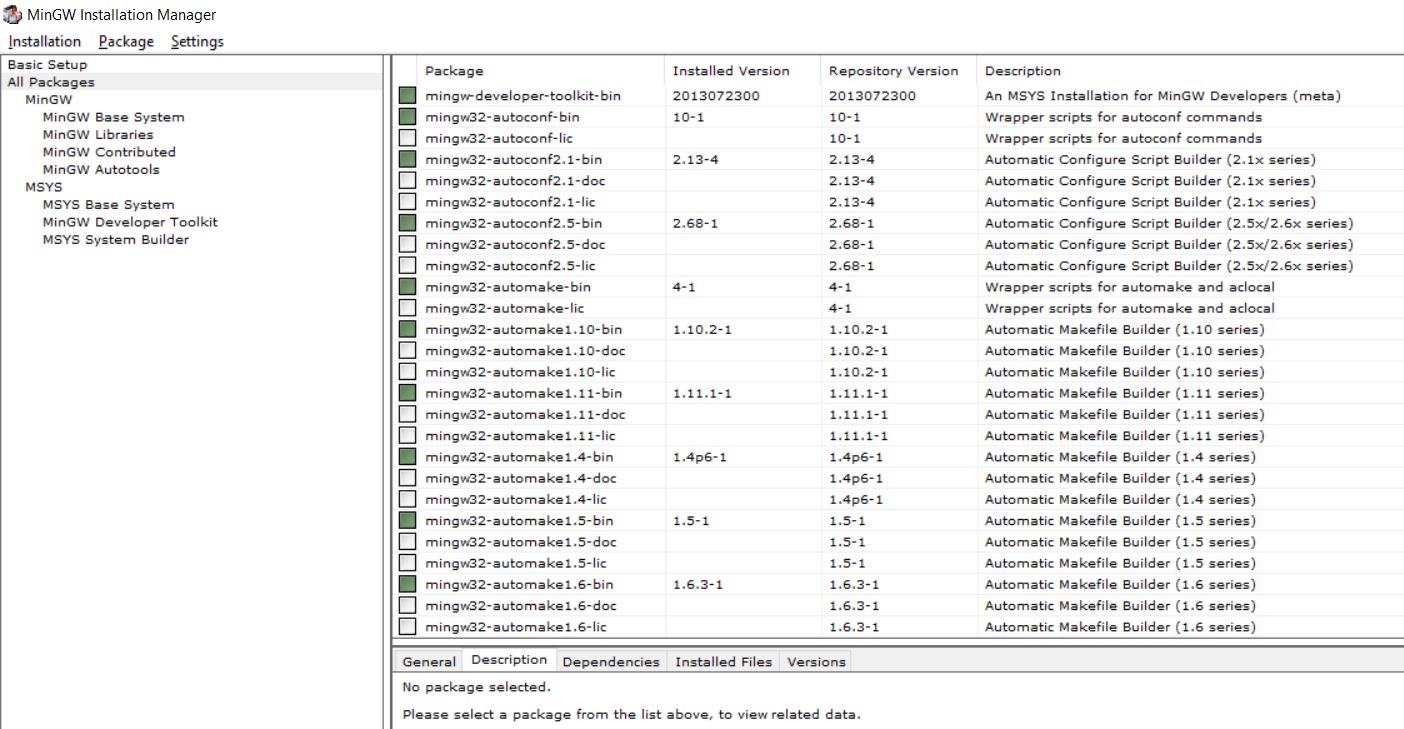 MinGW Installation Manager
Installation Package Settings
Basic Setup
All Packages
MinGW
MinGW Base System
MinGW Libraries
MinGW Contributed
MinGW Autotools
MSYS
MSYS Base System
MinGW Developer Toolkit
MSYS System Builder
Package Installed Version Repository Version Description
mingw-developer-toolkit-bin 2013072300 2013072300 An MSYS Installation for MinGW Developers (meta)
mingw32-autoconf-bin 10-1 10-1 Wrapper scripts for autoconf commands
mingw32-autoconf-lic 10-1 Wrapper scripts for autoconf commands
mingw32-autoconf2.1-bin 2.13-4 2.13-4 Automatic Configure Script Builder (2.1x series)
mingw32-autoconf2.1-doc 2.13-4 Automatic Configure Script Builder (2.1x series)
mingw32-autoconf2.1-lic 2.13-4 Automatic Configure Script Builder (2.1x series)
mingw32-autoconf2.5-bin 2.68-1 2.68-1 Automatic Configure Script Builder (2.5x/2.6x series)
mingw32-autoconf2.5-doc 2.68-1 Automatic Configure Script Builder (2.5x/2.6x series)
mingw32-autoconf2.5-lic 2.68-1 Automatic Configure Script Builder (2.5x/2.6x series)
mingw32-automake-bin 4-1 4-1 Wrapper scripts for automake and aclocal
mingw32-automake-lic 4-1 Wrapper scripts for automake and aclocal
mingw32-automake1.10-bin 1.10.2-1 1.10.2-1 Automatic Makefile Builder (1.10 series)
mingw32-automake1.10-doc 1.10.2-1 Automatic Makefile Builder (1.10 series)
mingw32-automake1.10-lic 1.10.2-1 Automatic Makefile Builder (1.10 series)
mingw32-automake1.11-bin 1.11.1-1 1.11.1-1 Automatic Makefile Builder (1.11 series)
mingw32-automake1.11-doc 1.11.1-1 Automatic Makefile Builder (1.11 series)
mingw32-automake1.11-lic 1.11.1-1 Automatic Makefile Builder (1.11 series)
mingw32-automake1.4-bin 1.4p6-1 1.4p6-1 Automatic Makefile Builder (1.4 series)
mingw32-automake1.4-doc 1.4p6-1 Automatic Makefile Builder (1.4 series)
mingw32-automake1.4-lic 1.4p6-1 Automatic Makefile Builder (1.4 series)
mingw32-automake1.5-bin 1.5-1 1.5-1 Automatic Makefile Builder (1.5 series)
mingw32-automake1.5-doc 1.5-1 Automatic Makefile Builder (1.5 series)
mingw32-automake1.5-lic 1.5-1 Automatic Makefile Builder (1.5 series)
mingw32-automake1.6-bin 1.6.3-1 1.6.3-1 Automatic Makefile Builder (1.6 series)
mingw32-automake1.6-doc 1.6.3-1 Automatic Makefile Builder (1.6 series)
mingw32-automake1.6-lic 1.6.3-1 Automatic Makefile Builder (1.6 series)
General Description Dependencies Installed Files Versions
No package selected.
Please select a package from the list above, to view related data.